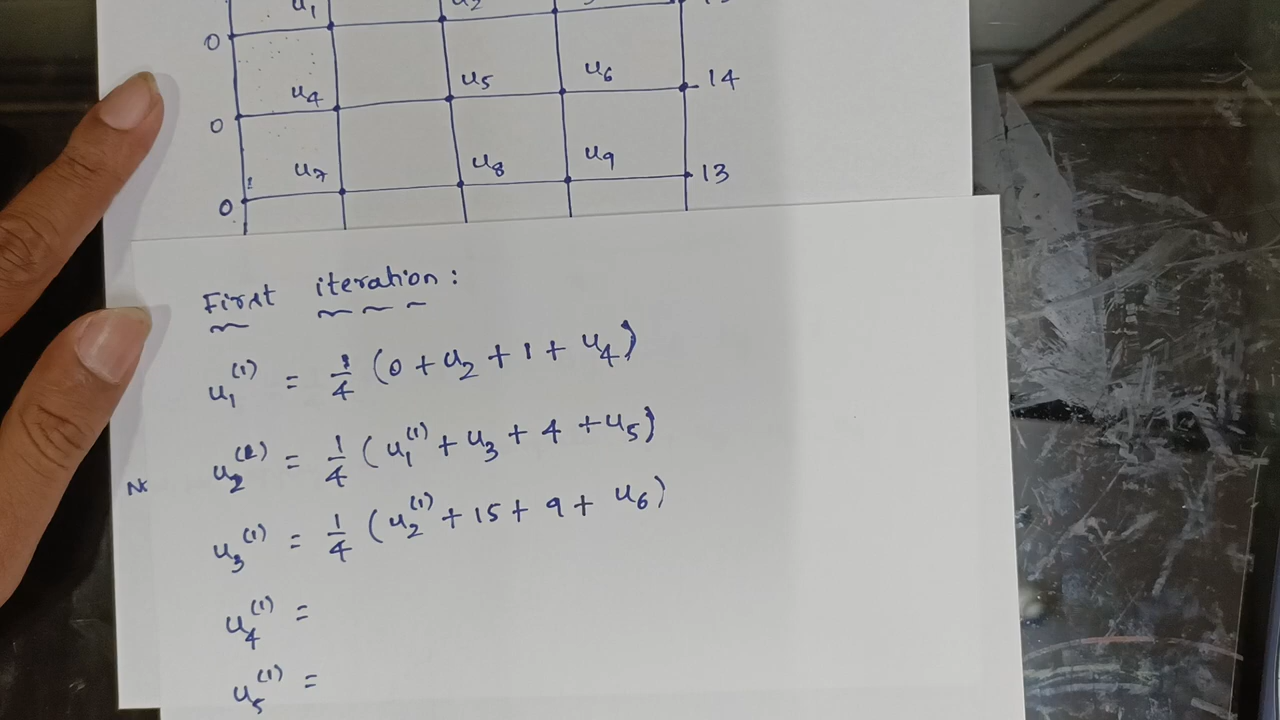 u1 u2
0
u4 u5 u6 14
0
u7 u8 u9 13
0
First iteration:
u1^(1) = 1/4 (0 + u2 + 1 + u4)
u2^(1) = 1/4 (u1^(1) + u3 + 4 + u5)
u3^(1) = 1/4 (u2^(1) + 15 + 9 + u6)
u4^(1) =
u5^(1) =